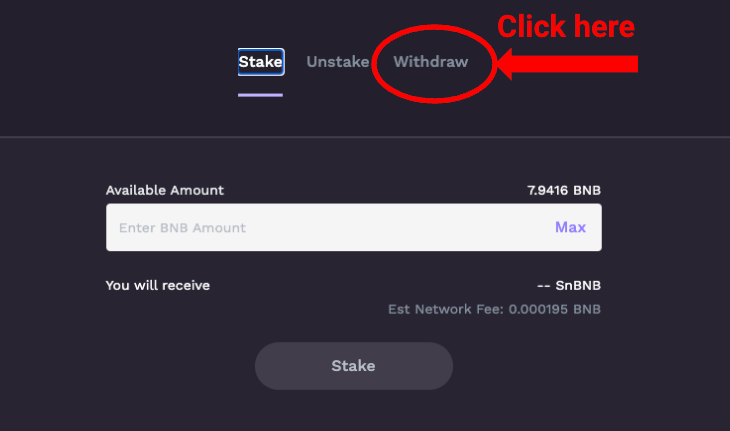 Click here
Stake Unstake Withdraw
Available Amount 7.9416 BNB
Enter BNB Amount Max
You will receive -- SnBNB
Est Network Fee: 0.000195 BNB
Stake